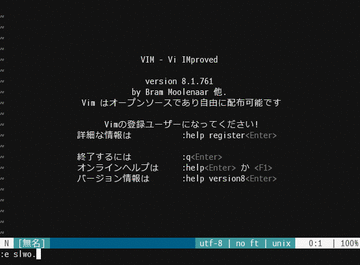 VIM - Vi IMproved
version 8.1.761
by Bram Moolenaar 他.
Vim はオープンソースであり自由に配布可能です
Vimの登録ユーザーになってください!
詳細な情報は :help register<Enter>
終了するには :q<Enter>
オンラインヘルプは :help<Enter> か <F1>
バージョン情報は :help version8<Enter>
N [無名] utf-8 | no ft | unix 0:1 | 100%
:e slwo.